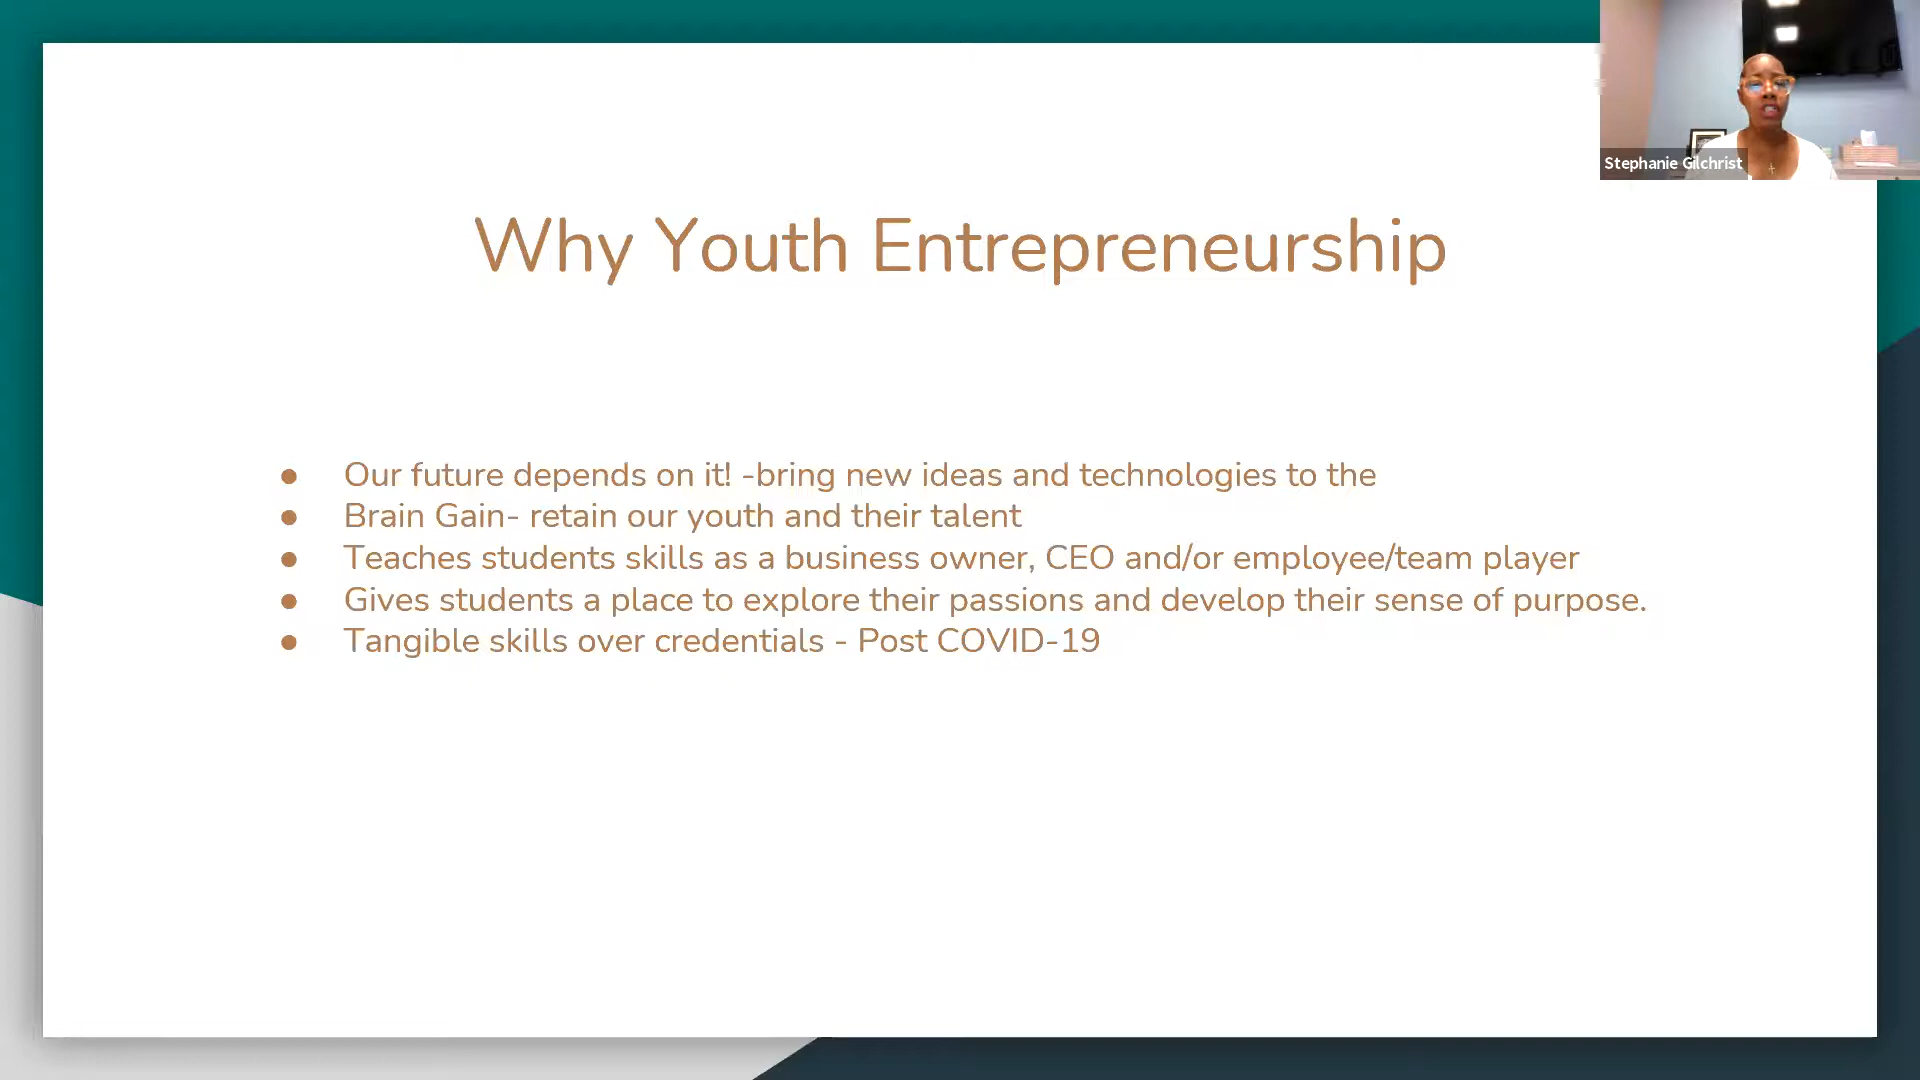 Stephanie Gilchrist
Why Youth Entrepreneurship
● Our future depends on it! -bring new ideas and technologies to the
● Brain Gain- retain our youth and their talent
● Teaches students skills as a business owner, CEO and/or employee/team player
● Gives students a place to explore their passions and develop their sense of purpose.
● Tangible skills over credentials - Post COVID-19